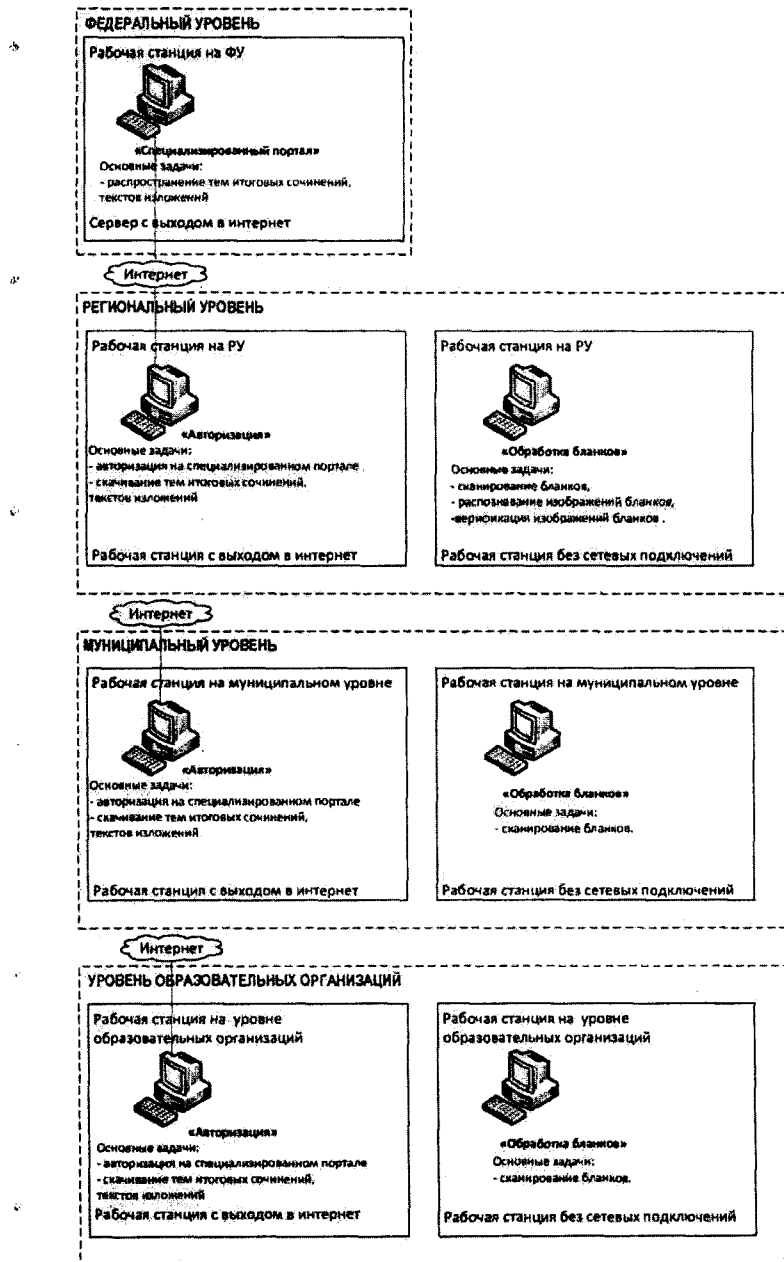 ФЕДЕРАЛЬНЫЙ УРОВЕНЬ
Рабочая станция на ФУ
«Специализированный портал»
Основные задачи:
- распространение тем итоговых сочинений,
текстов изложений
Сервер с выходом в интернет
Интернет
РЕГИОНАЛЬНЫЙ УРОВЕНЬ
Рабочая станция на РУ
«Авторизация»
Основные задачи:
- авторизация на специализированном портале
- скачивание тем итоговых сочинений,
текстов изложений
Рабочая станция с выходом в интернет
Рабочая станция на РУ
«Обработка бланков»
Основные задачи:
- сканирование бланков,
- распознавание изображений бланков,
-верификация изображений бланков .
Рабочая станция без сетевых подключений
Интернет
МУНИЦИПАЛЬНЫЙ УРОВЕНЬ
Рабочая станция на муниципальном уровне
«Авторизация»
Основные задачи:
- авторизация на специализированном портале
- скачивание тем итоговых сочинений,
текстов изложений
Рабочая станция с выходом в интернет
Рабочая станция на муниципальном уровне
«Обработка бланков»
Основные задачи:
- сканирование бланков.
Рабочая станция без сетевых подключений
Интернет
УРОВЕНЬ ОБРАЗОВАТЕЛЬНЫХ ОРГАНИЗАЦИЙ
Рабочая станция на уровне
образовательных организаций
«Авторизация»
Основные задачи:
- авторизация на специализированном портале
- скачивание тем итоговых сочинений,
текстов изложений
Рабочая станция с выходом в интернет
Рабочая станция на уровне
образовательных организаций
«Обработка бланков»
Основные задачи:
- сканирование бланков.
Рабочая станция без сетевых подключений